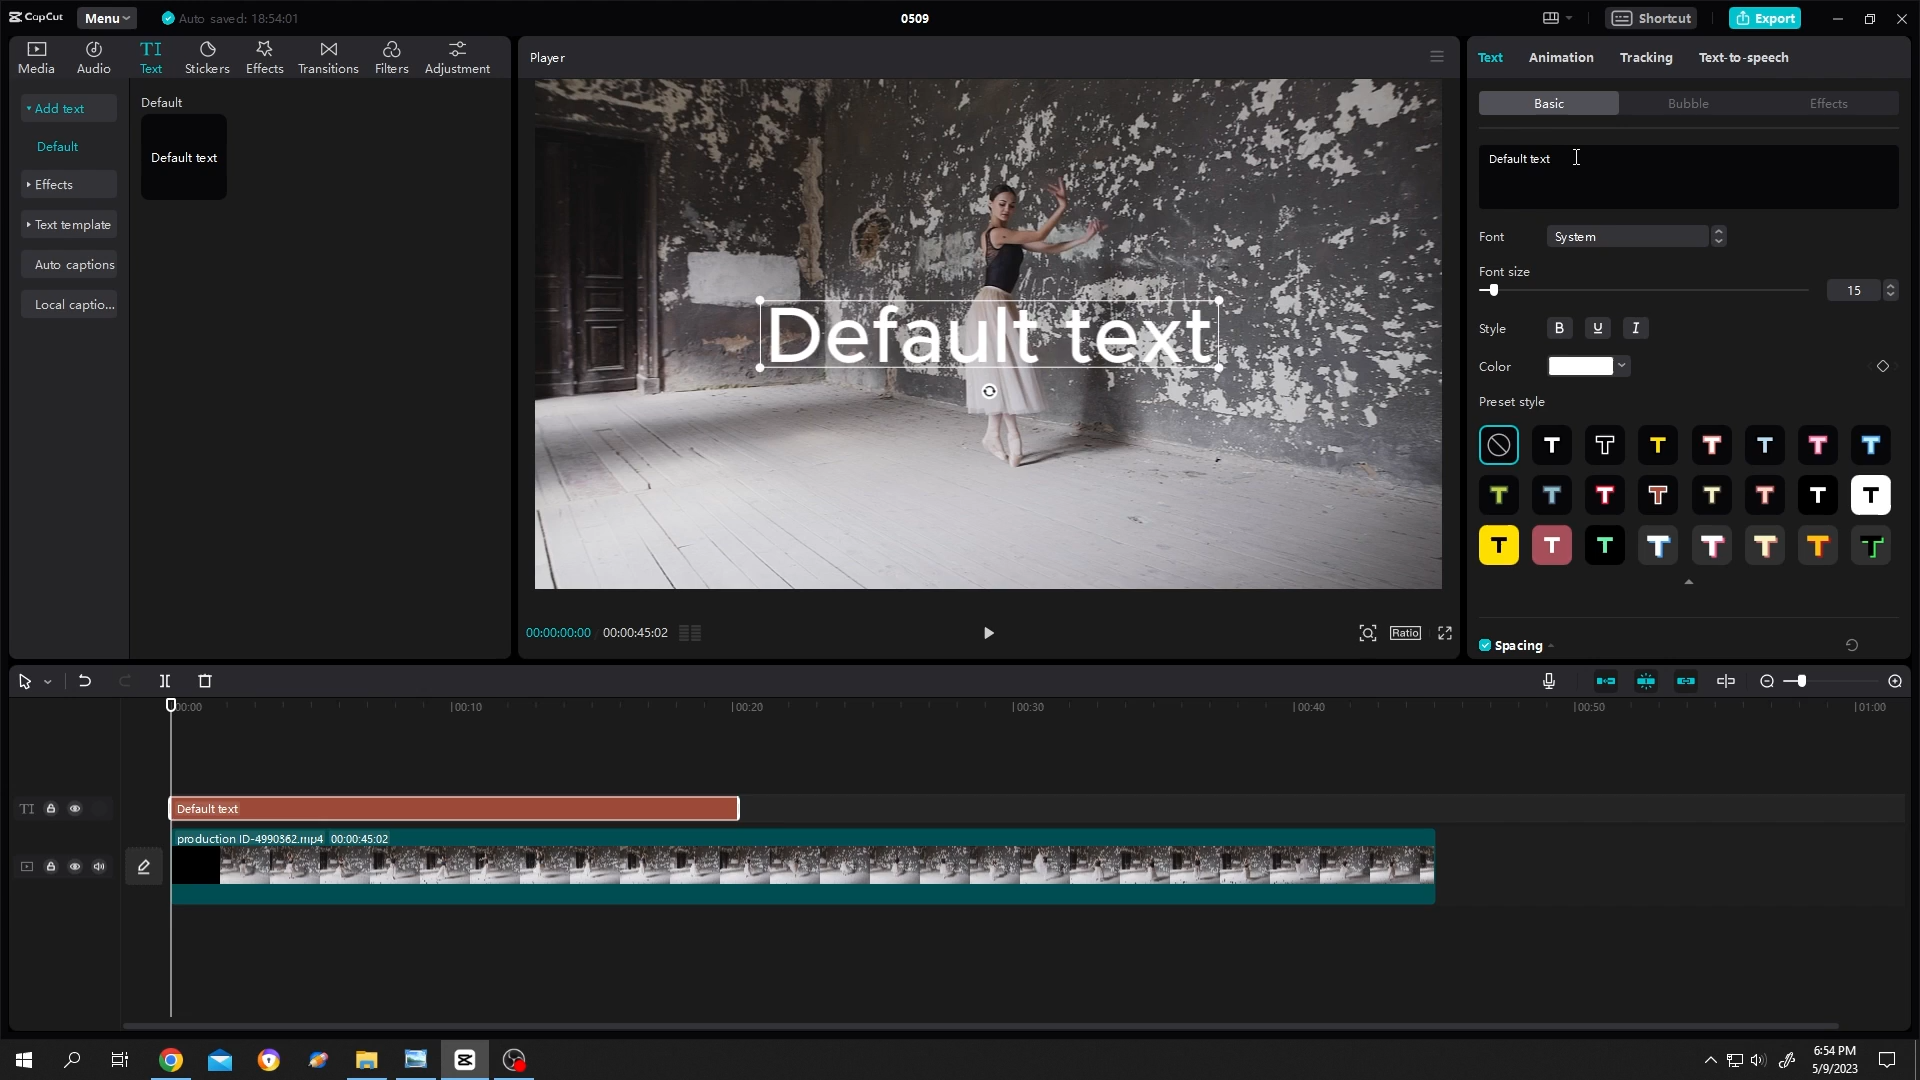 CapCut
Menu
Auto saved: 18:54:01
0509
Shortcut
Export
Media
Audio
TI
Text
Stickers
Effects
Transitions
Filters
Adjustment
Add text
Default
Effects
Text template
Auto captions
Local captio...
Default
Default text
Player
Default text
00:00:00:00
00:00:45:02
Ratio
Text
Animation
Tracking
Text-to-speech
Basic
Bubble
Effects
Default text
Font
System
Font size
15
Style
B
U
I
Color
Preset style
T T T T T T T
T T T T T T T T
T T T T T T T T
Spacing
00:00
00:10
00:20
00:30
00:40
00:50
01:00
TI
Default text
production ID-4990362.mp4
00:00:45:02
6:54 PM
5/9/2023